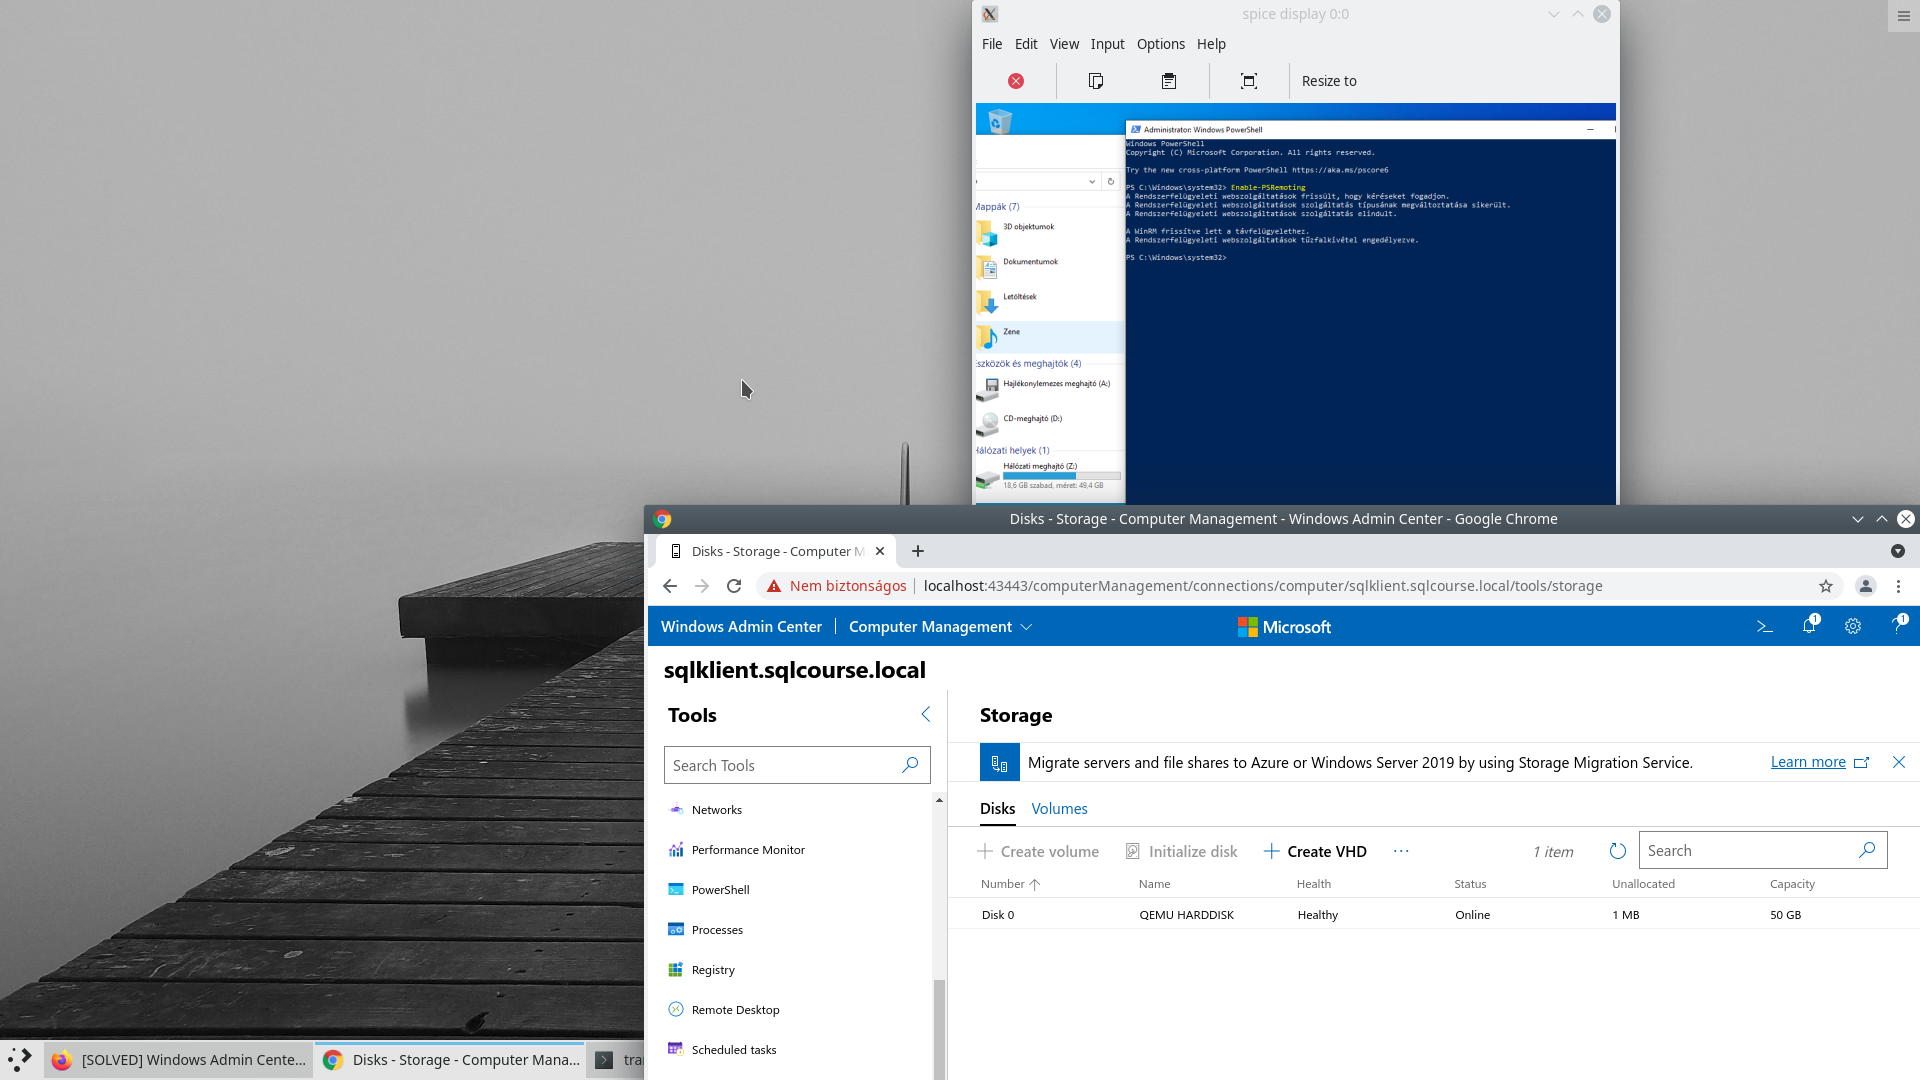 spice display 0:0
File Edit View Input Options Help
Resize to
Administrator: Windows PowerShell
Windows PowerShell
Copyright (C) Microsoft Corporation. All rights reserved.
Try the new cross-platform PowerShell https://aka.ms/pscore6
PS C:\Windows\system32> Enable-PSRemoting
A Rendszerfelügyeleti webszolgáltatások frissült, hogy kéréseket fogadjon.
A Rendszerfelügyeleti webszolgáltatások szolgáltatás típusának megváltoztatása sikerült.
A Rendszerfelügyeleti webszolgáltatások szolgáltatás elindult.
A WinRM frissítve lett a távfelügyelethez.
A Rendszerfelügyeleti webszolgáltatások tűzfalkivétel engedélyezve.
PS C:\Windows\system32>
Mappák (7)
3D objektumok
Dokumentumok
Letöltések
Zene
Eszközök és meghajtók (4)
Hajlékonylemezes meghajtó (A:)
CD-meghajtó (D:)
Hálózati helyek (1)
Hálózati meghajtó (Z:)
18,6 GB szabad, méret: 49,4 GB
Disks - Storage - Computer Management - Windows Admin Center - Google Chrome
Disks - Storage - Computer M
Nem biztonságos localhost:43443/computerManagement/connections/computer/sqlklient.sqlcourse.local/tools/storage
Windows Admin Center Computer Management Microsoft 1 1
sqlklient.sqlcourse.local
Tools
Search Tools
Networks
Performance Monitor
PowerShell
Processes
Registry
Remote Desktop
Scheduled tasks
Storage
Migrate servers and file shares to Azure or Windows Server 2019 by using Storage Migration Service. Learn more
Disks Volumes
Create volume Initialize disk Create VHD ... 1 item Search
Number Name Health Status Unallocated Capacity
Disk 0 QEMU HARDDISK Healthy Online 1 MB 50 GB
[SOLVED] Windows Admin Cente... Disks - Storage - Computer Mana... tra